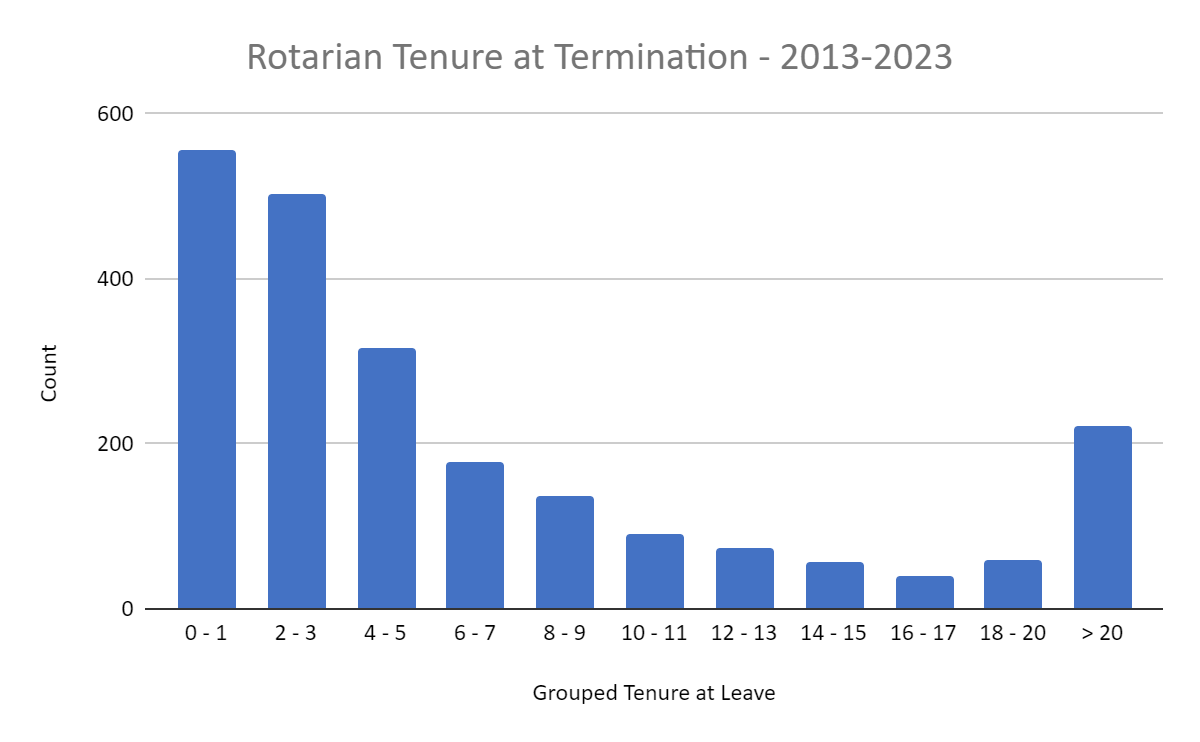 Rotarian Tenure at Termination - 2013-2023
600
400
200
0
Count
0 - 1
2 - 3
4 - 5
6 - 7
8 - 9
10 - 11
12 - 13
14 - 15
16 - 17
18 - 20
> 20
Grouped Tenure at Leave